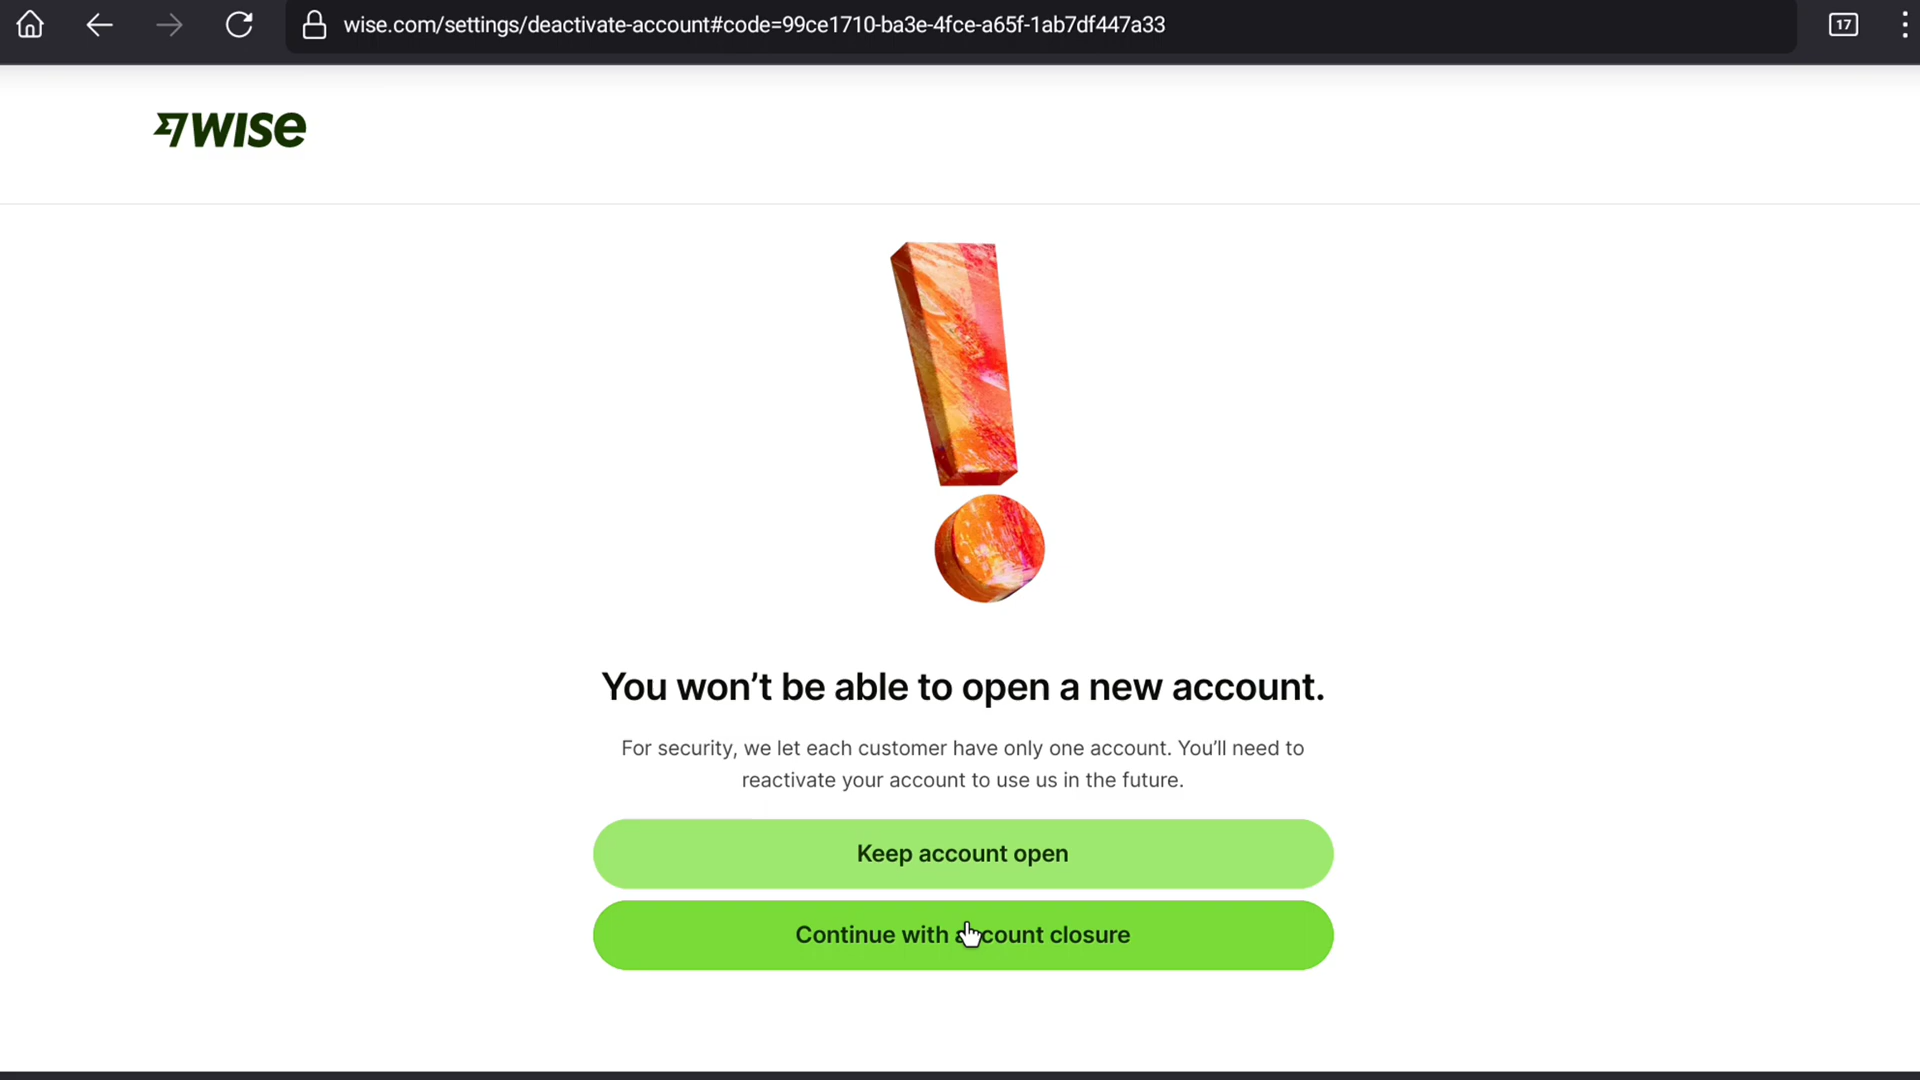 wise.com/settings/deactivate-account#code=99ce1710-ba3e-4fce-a65f-1ab7df447a33
17
WISE
You won’t be able to open a new account.
For security, we let each customer have only one account. You’ll need to
reactivate your account to use us in the future.
Keep account open
Continue with account closure